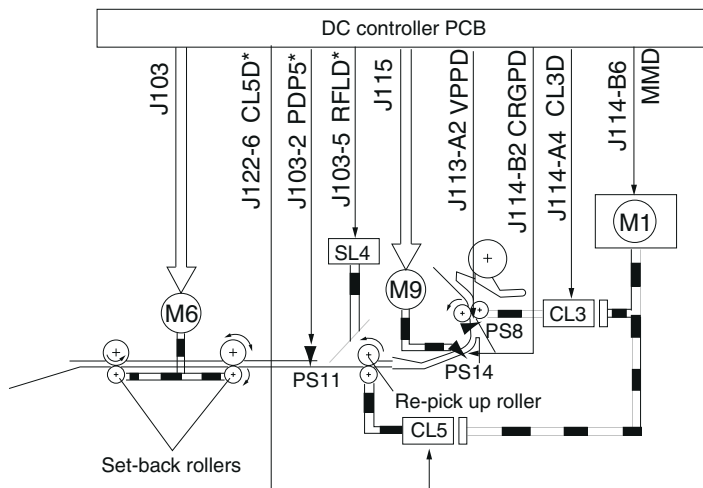 DC controller PCB
J103
J122-6 CL5D*
J103-2 PDP5*
J103-5 RFLD*
J115
J113-A2 VPPD
J114-B2 CRGPD
J114-A4 CL3D
J114-B6
MMD
M1
SL4
M9
M6
CL3
PS8
PS11
PS14
Re-pick up roller
CL5
Set-back rollers